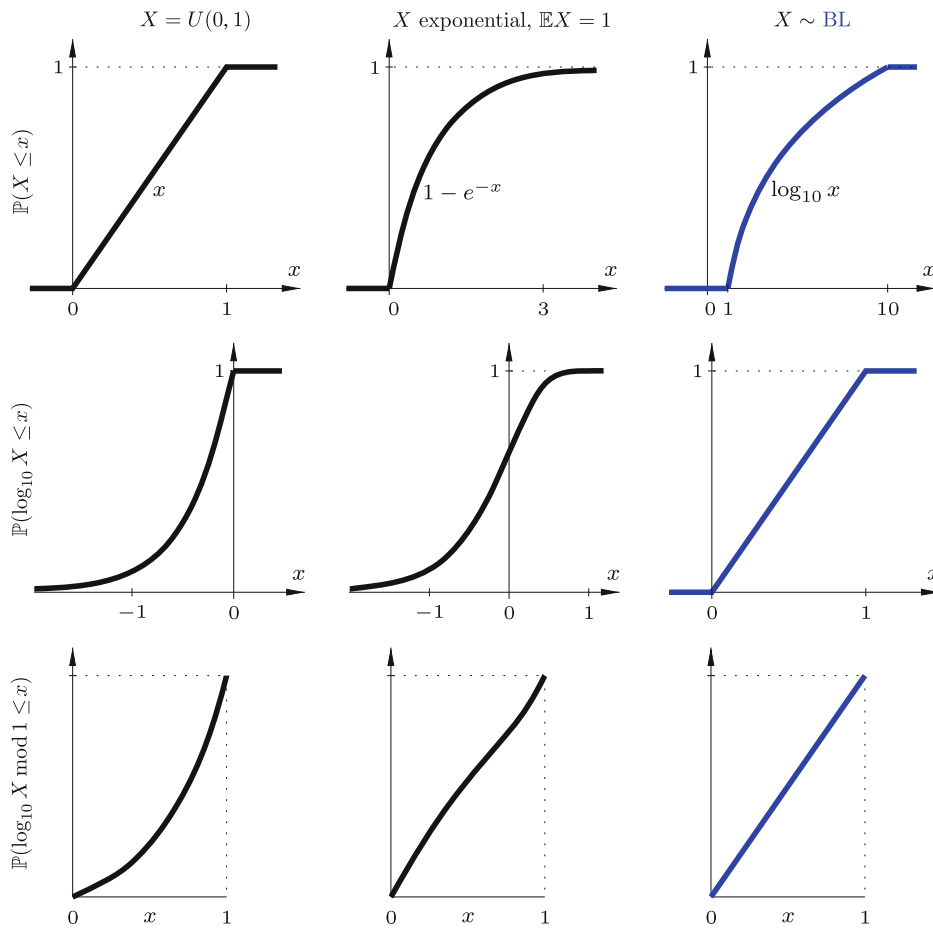 X = U(0, 1)
X exponential, 𝔼X = 1
X ∼ BL
ℙ(X ≤ x)
1
x
x
0
1
1
1 − e^{−x}
x
0
3
1
log₁₀ x
x
0 1
10
ℙ(log₁₀ X ≤ x)
1
x
−1
0
1
x
−1
0
1
1
x
0
1
ℙ(log₁₀ X mod 1 ≤ x)
0
x
1
0
x
1
0
x
1